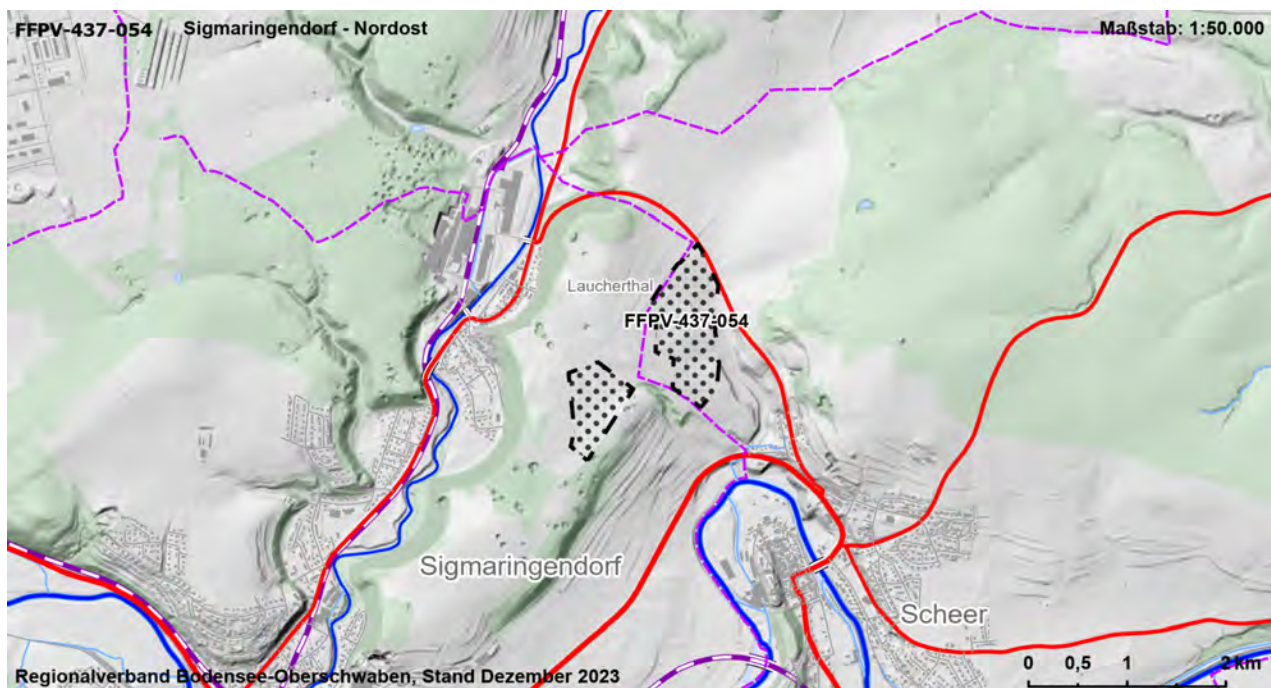 FFPV-437-054 Sigmaringendorf - Nordost Maßstab: 1:50.000
Laucherthal
FFPV-437-054
Sigmaringendorf
Scheer
Regionalverband Bodensee-Oberschwaben, Stand Dezember 2023
0 0,5 1 2 km